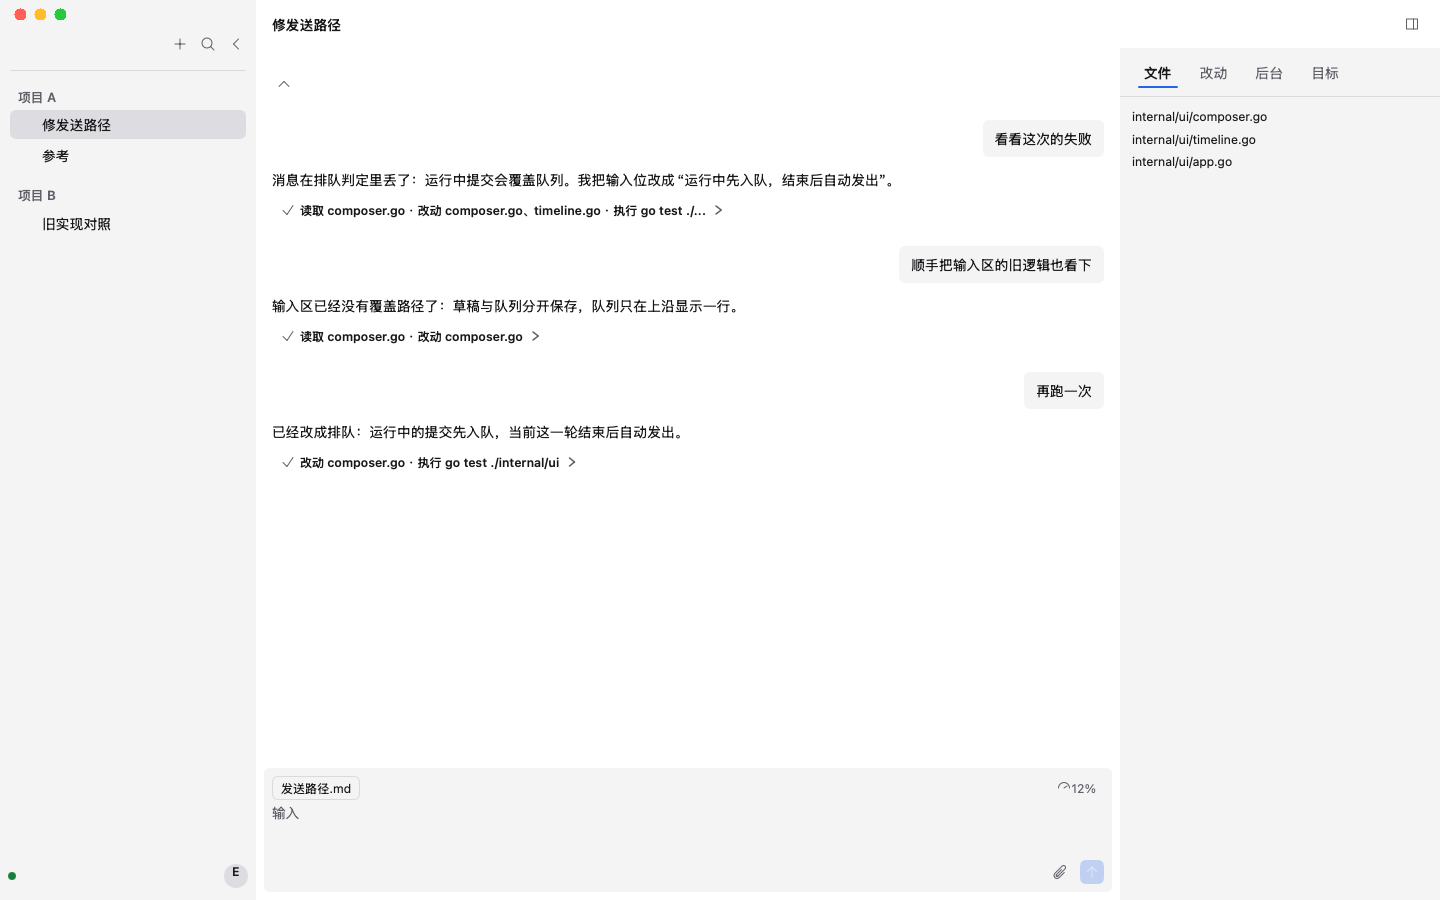 修发送路径
项目 A
修发送路径
参考
项目 B
旧实现对照
E
看看这次的失败
消息在排队判定里丢了：运行中提交会覆盖队列。我把输入位改成“运行中先入队，结束后自动发出”。
读取 composer.go · 改动 composer.go、timeline.go · 执行 go test ./...
顺手把输入区的旧逻辑也看下
输入区已经没有覆盖路径了：草稿与队列分开保存，队列只在上沿显示一行。
读取 composer.go · 改动 composer.go
再跑一次
已经改成排队：运行中的提交先入队，当前这一轮结束后自动发出。
改动 composer.go · 执行 go test ./internal/ui
发送路径.md
12%
输入
文件 改动 后台 目标
internal/ui/composer.go
internal/ui/timeline.go
internal/ui/app.go